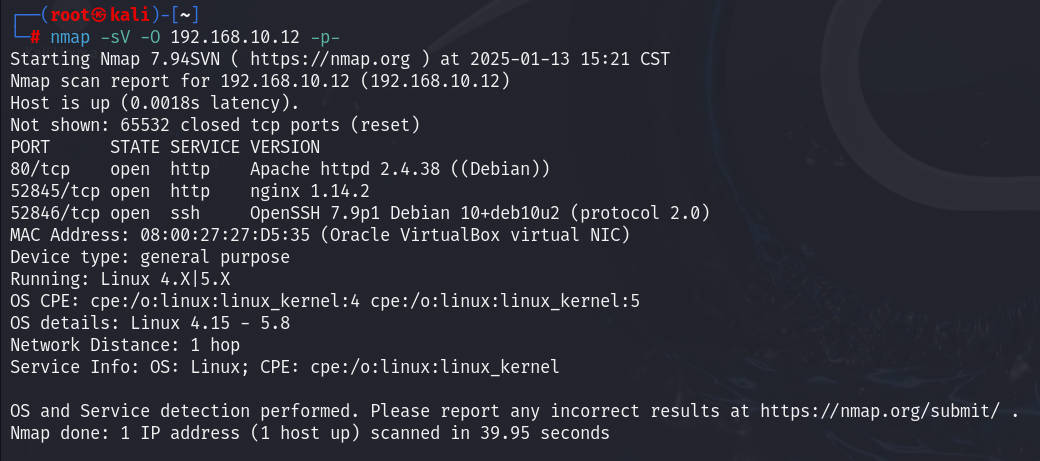 ┌──(root㉿kali)-[~]
└─# nmap -sV -O 192.168.10.12 -p-
Starting Nmap 7.94SVN ( https://nmap.org ) at 2025-01-13 15:21 CST
Nmap scan report for 192.168.10.12 (192.168.10.12)
Host is up (0.0018s latency).
Not shown: 65532 closed tcp ports (reset)
PORT      STATE SERVICE VERSION
80/tcp    open  http    Apache httpd 2.4.38 ((Debian))
52845/tcp open  http    nginx 1.14.2
52846/tcp open  ssh     OpenSSH 7.9p1 Debian 10+deb10u2 (protocol 2.0)
MAC Address: 08:00:27:27:D5:35 (Oracle VirtualBox virtual NIC)
Device type: general purpose
Running: Linux 4.X|5.X
OS CPE: cpe:/o:linux:linux_kernel:4 cpe:/o:linux:linux_kernel:5
OS details: Linux 4.15 - 5.8
Network Distance: 1 hop
Service Info: OS: Linux; CPE: cpe:/o:linux:linux_kernel

OS and Service detection performed. Please report any incorrect results at https://nmap.org/submit/ .
Nmap done: 1 IP address (1 host up) scanned in 39.95 seconds